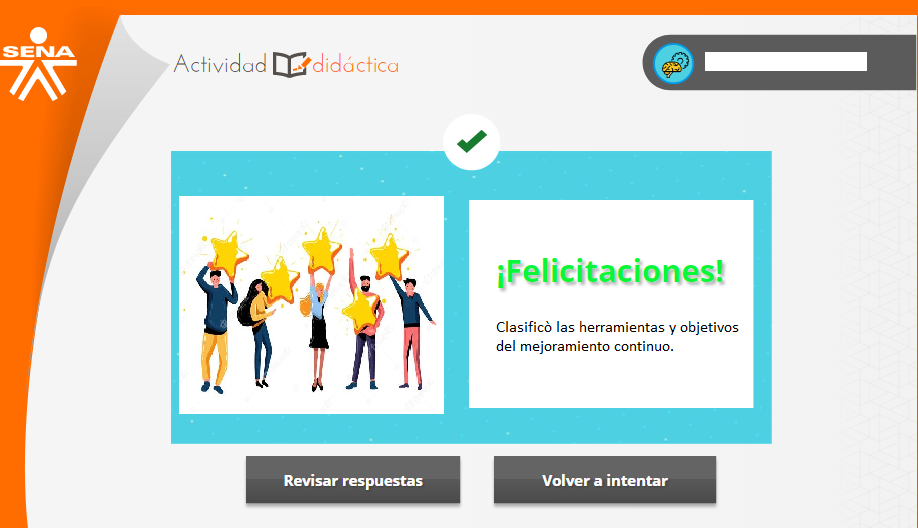 SENA
Actividad didáctica
¡Felicitaciones!
Clasificò las herramientas y objetivos
del mejoramiento continuo.
Revisar respuestas
Volver a intentar